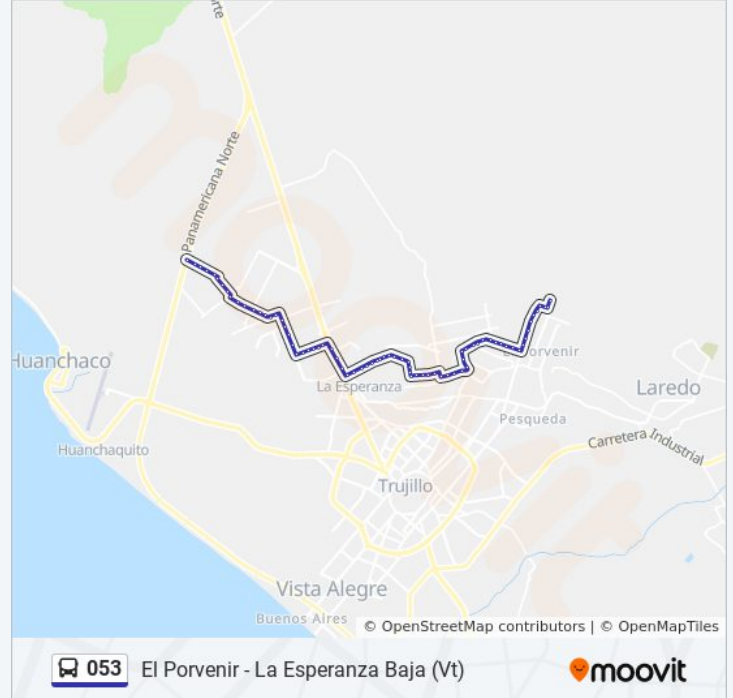 orte
Panamericana Norte
Huanchaco
La Esperanza
Porvenir
Laredo
Pesqueda
Huanchaquito
Carretera Industrial
Trujillo
Vista Alegre
Buenos Aires
© OpenStreetMap contributors | © OpenMapTiles
053 El Porvenir - La Esperanza Baja (Vt)
moovit